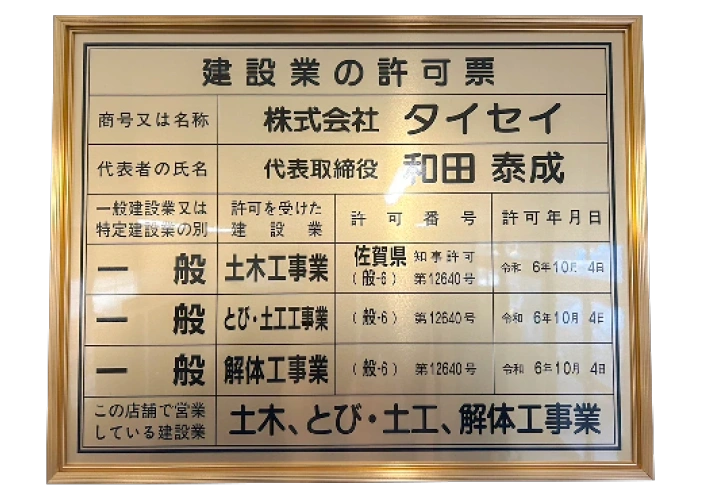 建設業の許可票
商号又は名称 株式会社 タイセイ
代表者の氏名 代表取締役 和田 泰成
一般建設業又は
特定建設業の別
許可を受けた
建設業
許可番号
許可年月日
一般 土木工事業 佐賀県 知事許可
(般-6) 第12640号 令和 6年10月 4日
一般 とび・土工工事業 (般-6) 第12640号 令和 6年10月 4日
一般 解体工事業 (般-6) 第12640号 令和 6年10月 4日
この店舗で営業
している建設業
土木、とび・土工、解体工事業